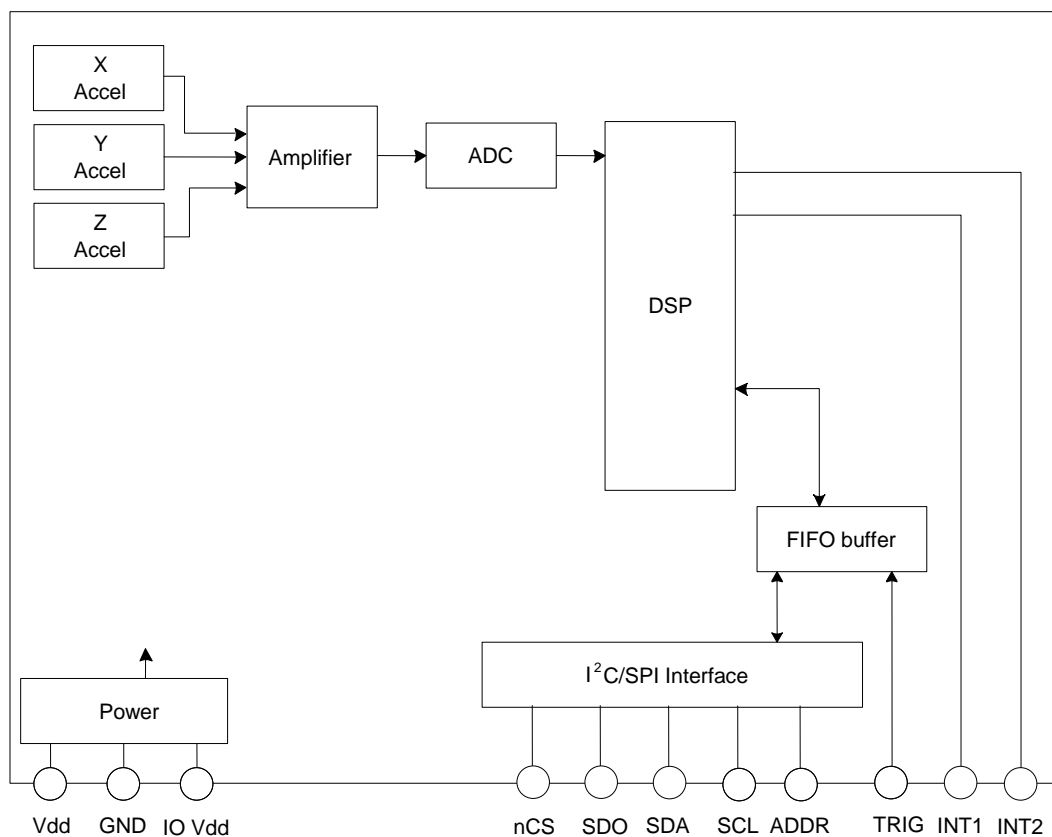 X
Accel
Y
Accel
Z
Accel
Amplifier
ADC
DSP
FIFO buffer
I²C/SPI Interface
Power
Vdd
GND
IO Vdd
nCS
SDO
SDA
SCL
ADDR
TRIG
INT1
INT2